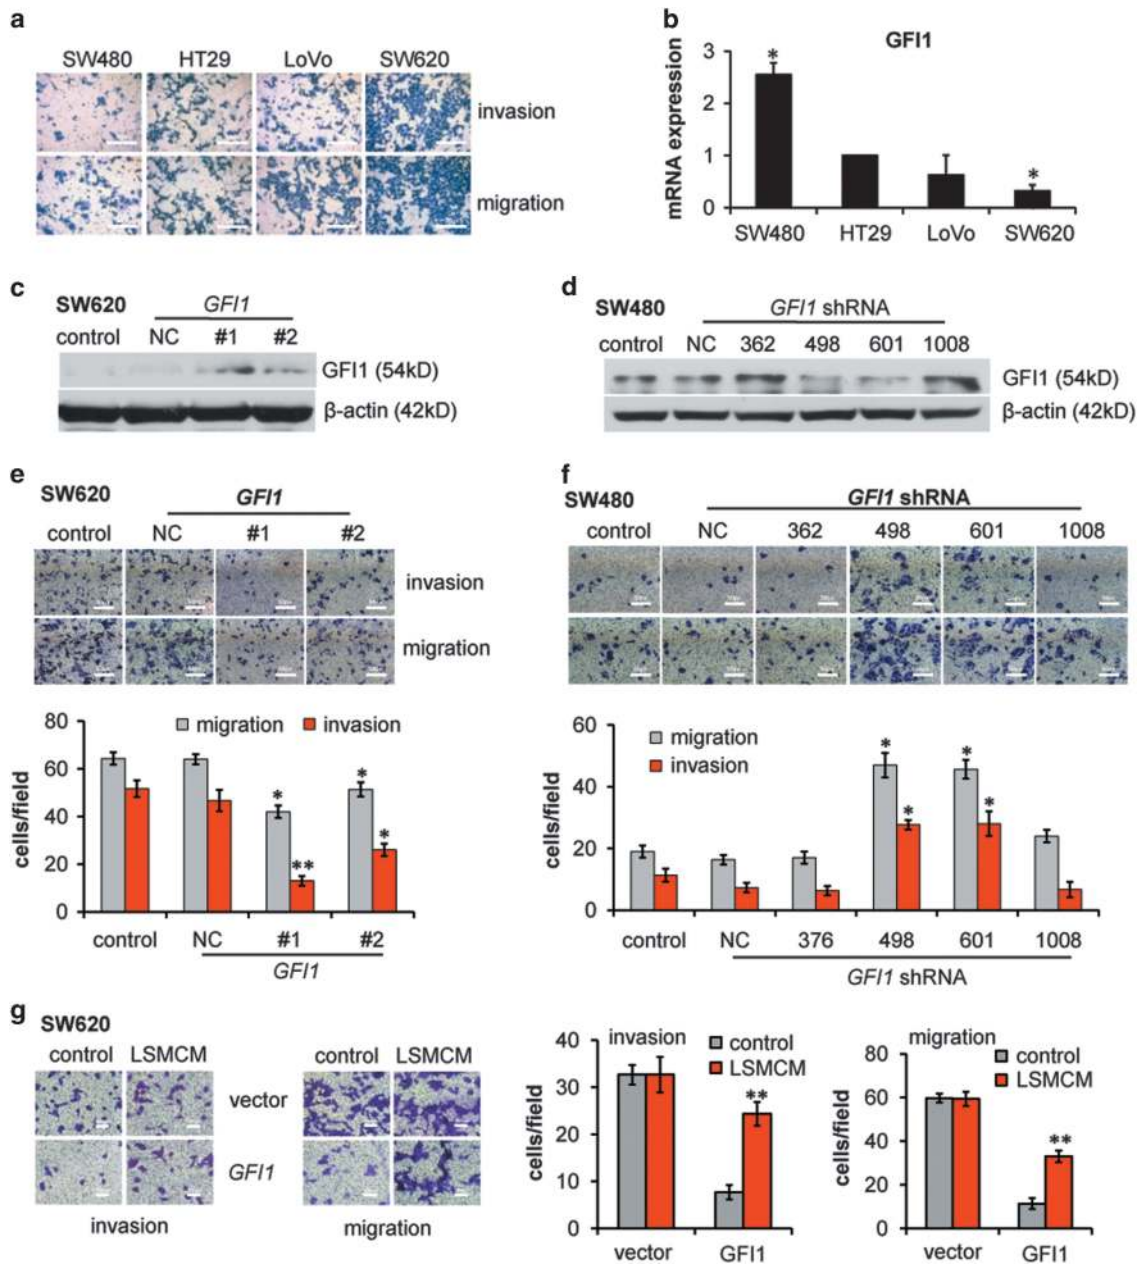 a
SW480 HT29 LoVo SW620
invasion
migration
b
GFI1
mRNA expression
3
2
1
0
* *
SW480 HT29 LoVo SW620
c
SW620 GFI1
control NC #1 #2
GFI1 (54kD)
β-actin (42kD)
d
SW480 GFI1 shRNA
control NC 362 498 601 1008
GFI1 (54kD)
β-actin (42kD)
e
SW620 GFI1
control NC #1 #2
invasion
migration
80
60
40
20
0
cells/field
migration invasion
* ** * *
control NC #1 #2
GFI1
f
SW480 GFI1 shRNA
control NC 362 498 601 1008
60
40
20
0
cells/field
migration
invasion
* * * *
control NC 376 498 601 1008
GFI1 shRNA
g
SW620
control LSMCM control LSMCM
vector
GFI1
invasion migration
40
30
20
10
0
cells/field
invasion
control
LSMCM
**
vector GFI1
80
60
40
20
0
cells/field
migration
control
LSMCM
**
vector GFI1